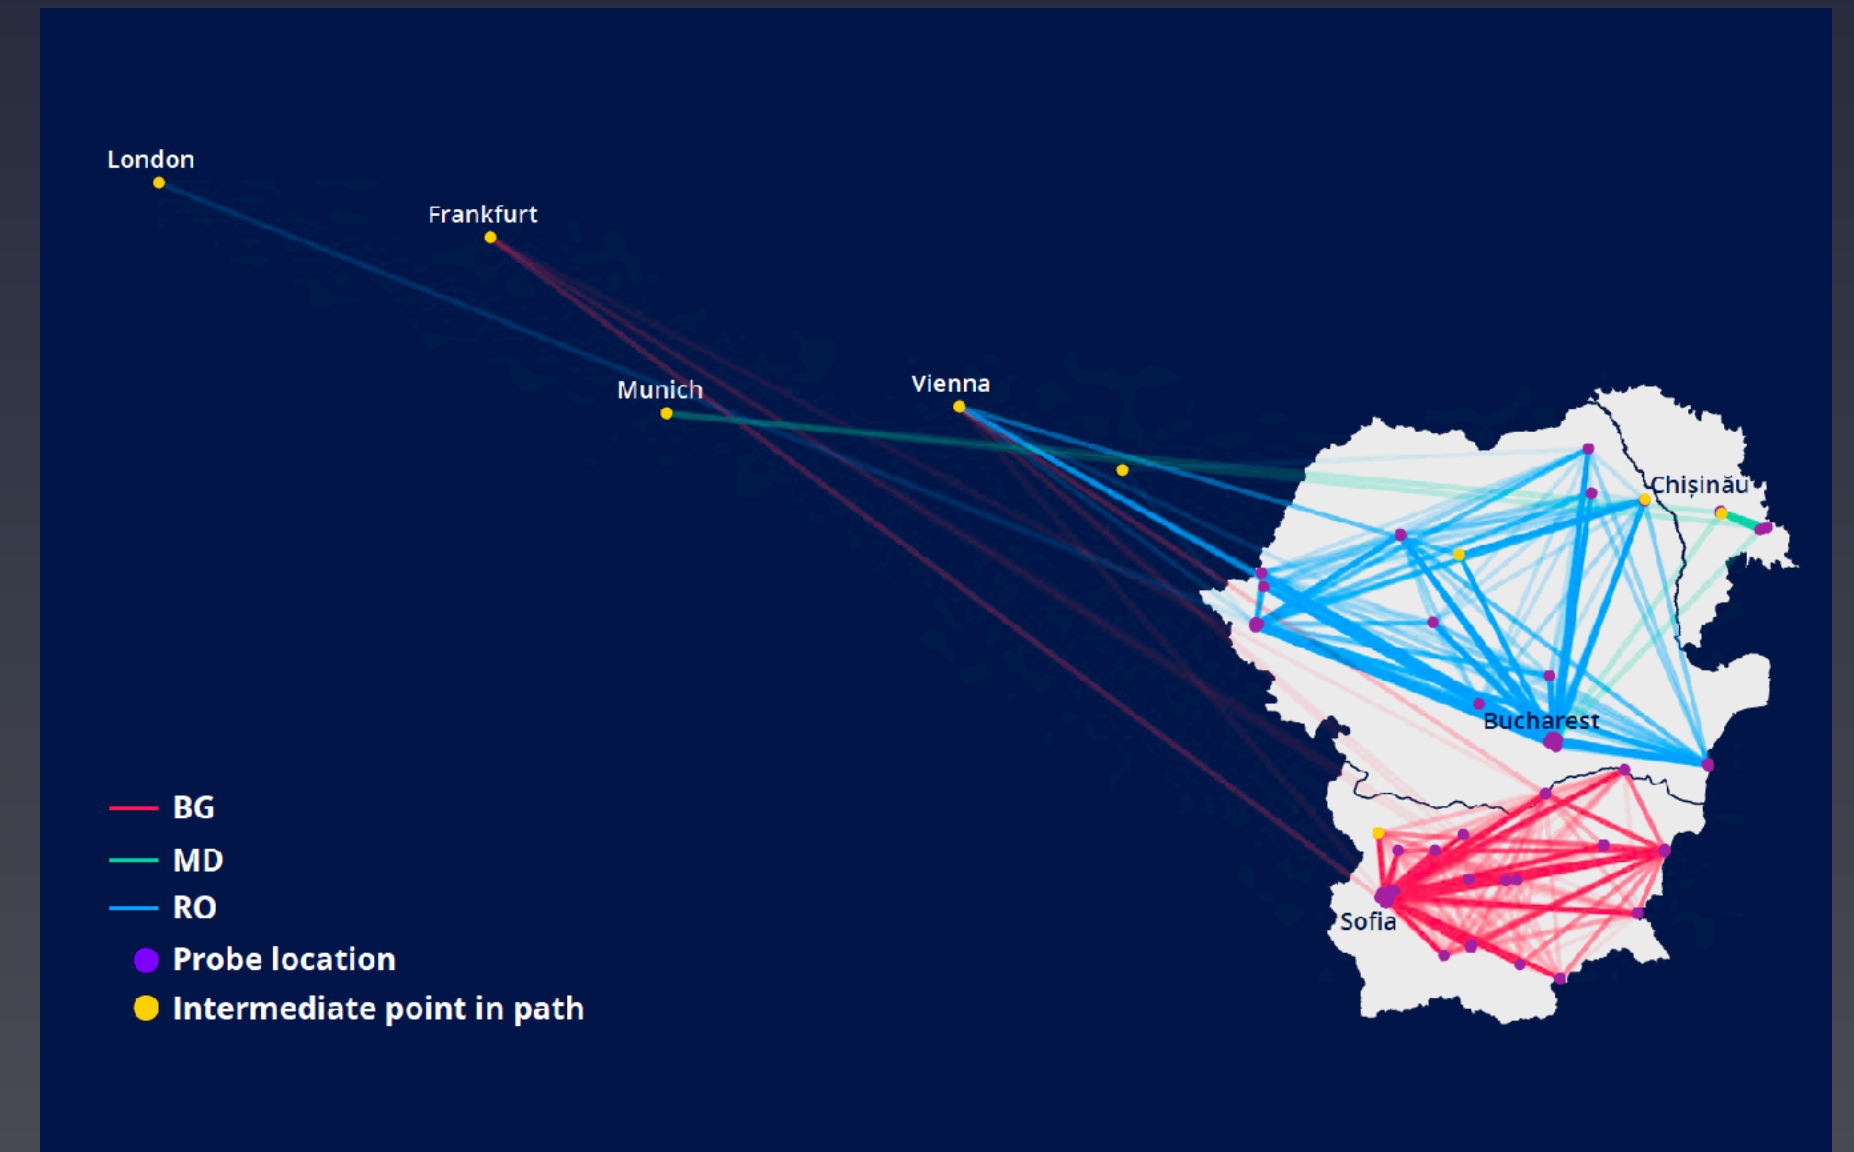 London
Frankfurt
Munich
Vienna
Chișinău
Bucharest
Sofia
BG
MD
RO
Probe location
Intermediate point in path